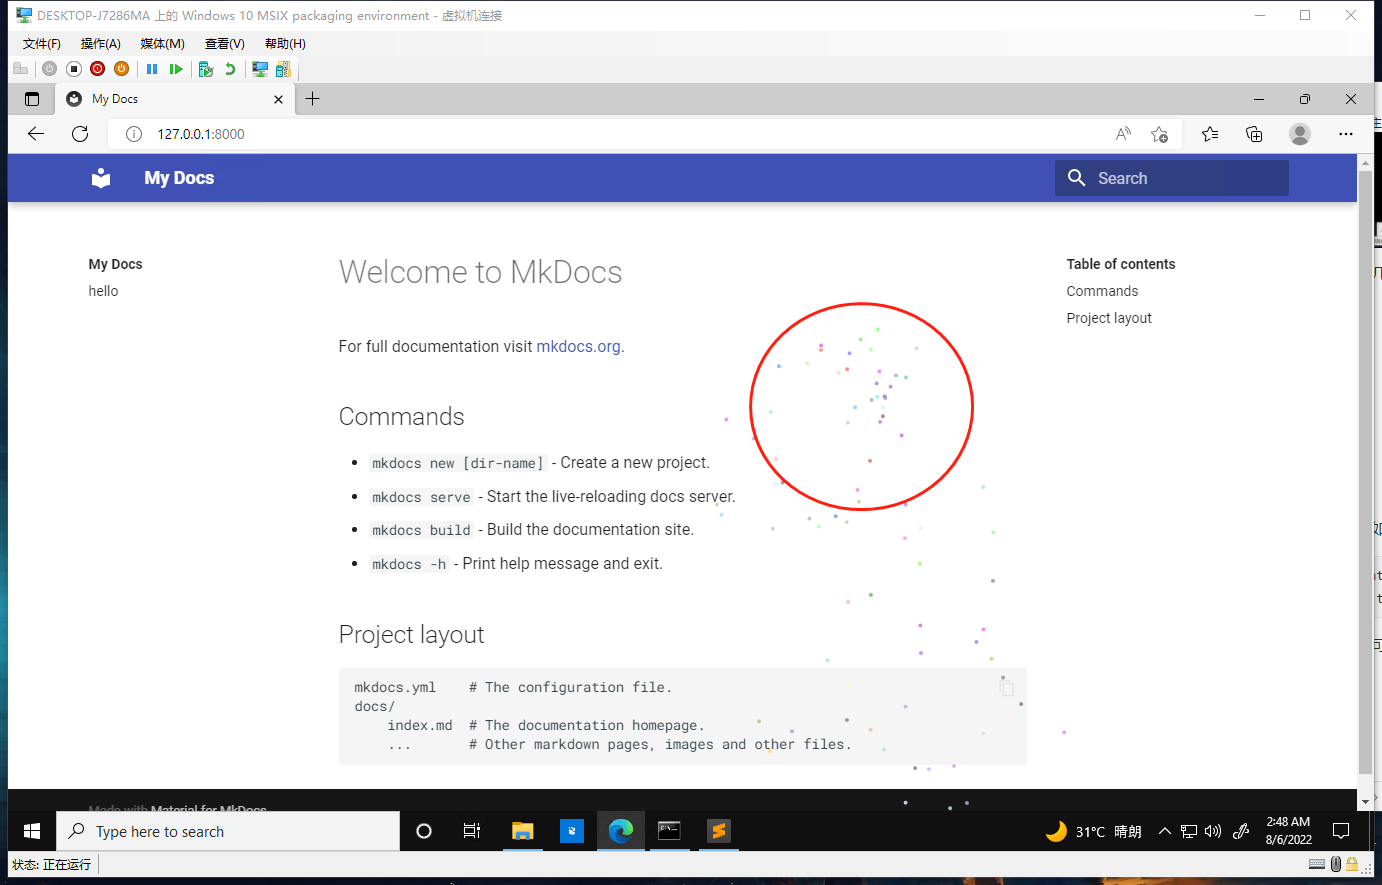 DESKTOP-J7286MA 上的 Windows 10 MSIX packaging environment - 虚拟机连接
文件(F) 操作(A) 媒体(M) 查看(V) 帮助(H)
My Docs
127.0.0.1:8000
My Docs
Search
My Docs
hello
Welcome to MkDocs
For full documentation visit mkdocs.org.
Commands
• mkdocs new [dir-name] - Create a new project.
• mkdocs serve - Start the live-reloading docs server.
• mkdocs build - Build the documentation site.
• mkdocs -h - Print help message and exit.
Project layout
mkdocs.yml    # The configuration file.
docs/
    index.md  # The documentation homepage.
    ...       # Other markdown pages, images and other files.
Table of contents
Commands
Project layout
Made with Material for MkDocs
Type here to search
31°C 晴朗
2:48 AM
8/6/2022
状态: 正在运行